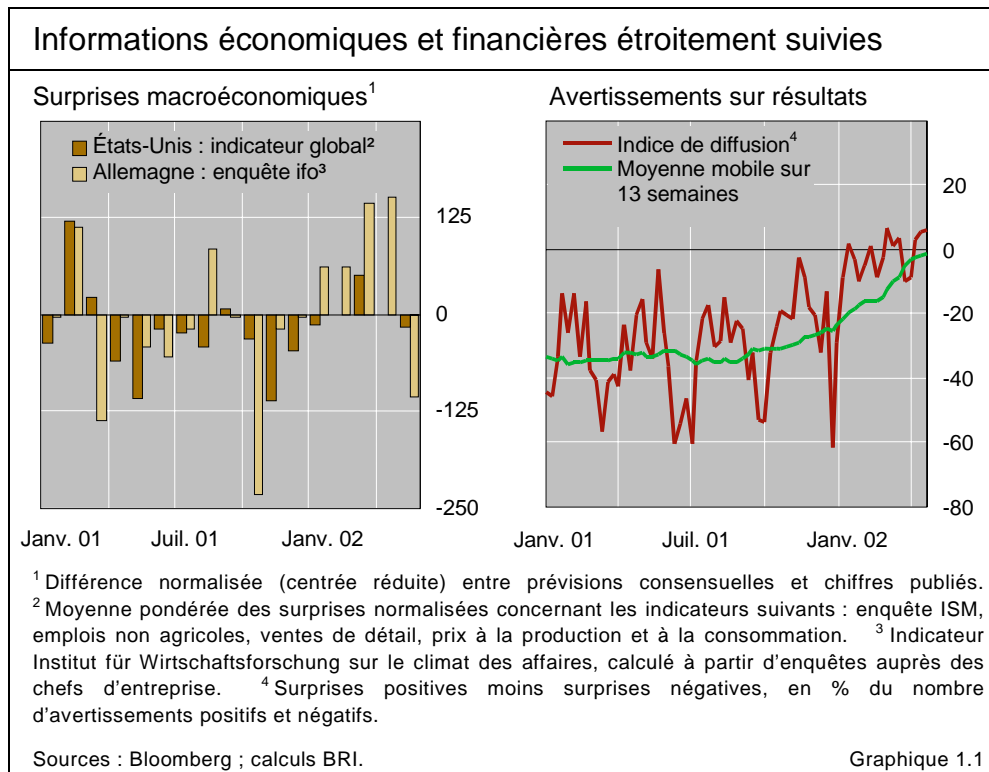 Informations économiques et financières étroitement suivies
Surprises macroéconomiques¹
États-Unis : indicateur global²
Allemagne : enquête ifo³
125
0
-125
-250
Janv. 01 Juil. 01 Janv. 02
Avertissements sur résultats
Indice de diffusion⁴
Moyenne mobile sur
13 semaines
20
0
-20
-40
-60
-80
Janv. 01 Juil. 01 Janv. 02
¹ Différence normalisée (centrée réduite) entre prévisions consensuelles et chiffres publiés.
² Moyenne pondérée des surprises normalisées concernant les indicateurs suivants : enquête ISM,
emplois non agricoles, ventes de détail, prix à la production et à la consommation. ³ Indicateur
Institut für Wirtschaftsforschung sur le climat des affaires, calculé à partir d'enquêtes auprès des
chefs d'entreprise. ⁴ Surprises positives moins surprises négatives, en % du nombre
d'avertissements positifs et négatifs.
Sources : Bloomberg ; calculs BRI. Graphique 1.1